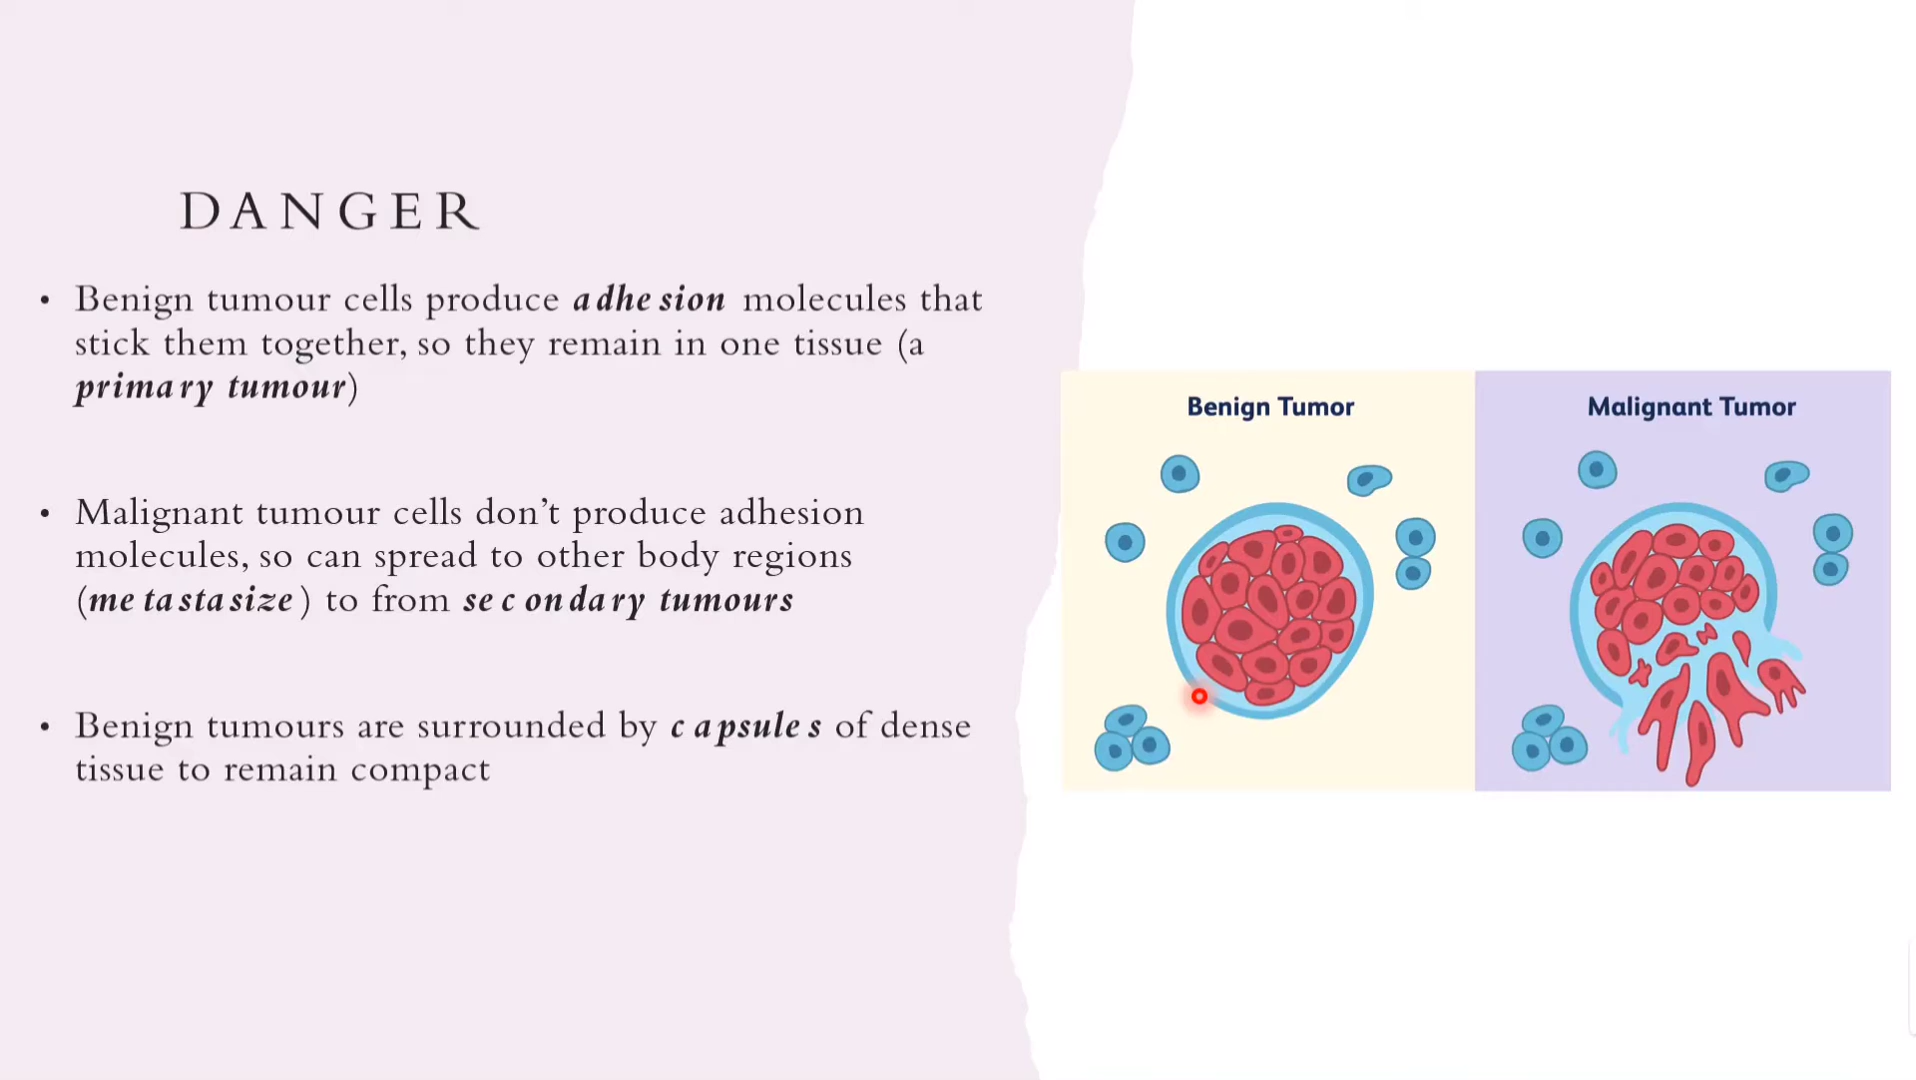 DANGER
• Benign tumour cells produce adhesion molecules that
stick them together, so they remain in one tissue (a
primary tumour)
• Malignant tumour cells don’t produce adhesion
molecules, so can spread to other body regions
(metastasize) to from secondary tumours
• Benign tumours are surrounded by capsules of dense
tissue to remain compact
Benign Tumor
Malignant Tumor